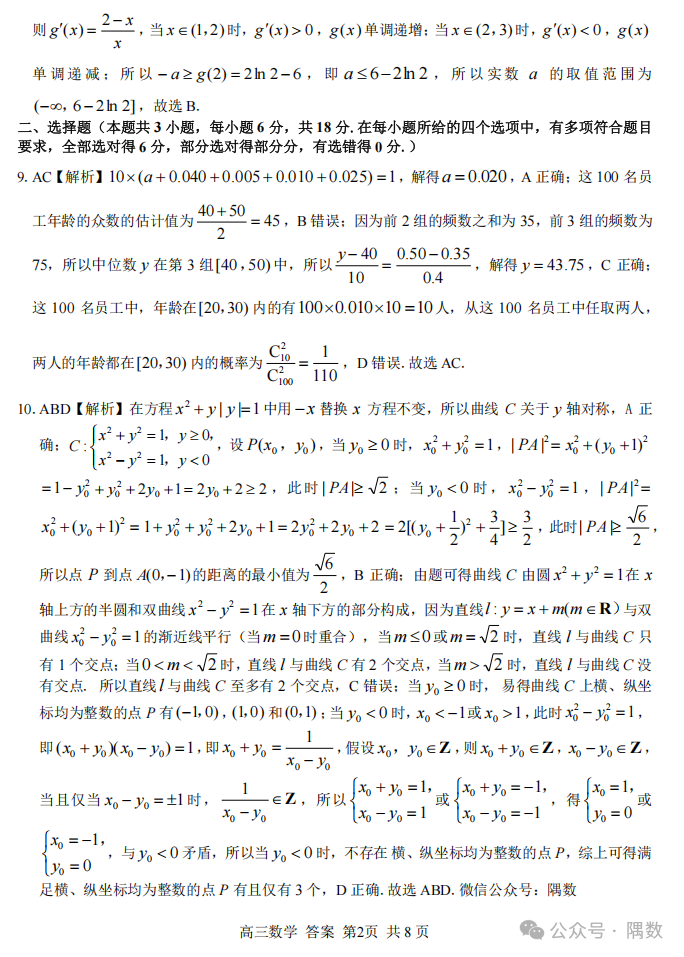 则 g′(x) = (2−x)/x ，当 x∈(1,2) 时，g′(x)>0，g(x) 单调递增；当 x∈(2,3) 时，g′(x)<0，g(x)
单调递减；所以 −a ≥ g(2) = 2ln 2−6 ，即 a ≤ 6−2ln 2 ，所以实数 a 的取值范围为
(−∞，6−2ln 2] ，故选 B.
二、选择题（本题共 3 小题，每小题 6 分，共 18 分.在每小题所给的四个选项中，有多项符合题目
要求，全部选对得 6 分，部分选对得部分分，有选错得 0 分.）
9. AC【解析】10×(a+0.040+0.005+0.010+0.025)=1，解得 a=0.020，A 正确；这 100 名员
工年龄的众数的估计值为 (40+50)/2 = 45，B 错误；因为前 2 组的频数之和为 35，前 3 组的频数为
75，所以中位数 y 在第 3 组[40，50) 中，所以 (y−40)/10 = (0.50−0.35)/0.4 ，解得 y=43.75，C 正确；
这 100 名员工中，年龄在[20，30) 内的有 100×0.010×10=10 人，从这 100 名员工中任取两人，
两人的年龄都在[20，30) 内的概率为 C₁₀²/C₁₀₀² = 1/110 ，D 错误.故选 AC.
10. ABD【解析】在方程 x²+y|y|=1 中用 −x 替换 x 方程不变，所以曲线 C 关于 y 轴对称，A 正
确；C：{x²+y²=1，y≥0， x²−y²=1，y<0 ，设 P(x₀，y₀)，当 y₀≥0 时，x₀²+y₀²=1，|PA|²=x₀²+(y₀+1)²
=1−y₀²+y₀²+2y₀+1=2y₀+2≥2 ，此时 |PA|≥√2 ；当 y₀<0 时，x₀²−y₀²=1，|PA|²=
x₀²+(y₀+1)²=1+y₀²+y₀²+2y₀+1=2y₀²+2y₀+2=2[(y₀+1/2)²+3/4]≥3/2 ，此时|PA|≥√6/2 ，
所以点 P 到点 A(0，−1)的距离的最小值为 √6/2 ，B 正确；由题可得曲线 C 由圆 x²+y²=1在 x
轴上方的半圆和双曲线 x²−y²=1在 x 轴下方的部分构成，因为直线 l：y=x+m(m∈R）与双
曲线 x₀²−y₀²=1的渐近线平行（当 m=0时重合），当 m≤0 或 m=√2 时，直线 l 与曲线 C 只
有 1 个交点；当 0<m<√2 时，直线 l 与曲线 C 有 2 个交点，当 m>√2 时，直线 l 与曲线 C 没
有交点. 所以直线 l 与曲线 C 至多有 2 个交点，C 错误；当 y₀≥0 时，易得曲线 C 上横、纵坐
标均为整数的点 P 有(−1,0)，(1,0) 和(0,1)；当 y₀<0 时，x₀<−1或 x₀>1，此时 x₀²−y₀²=1，
即 (x₀+y₀)(x₀−y₀)=1，即 x₀+y₀=1/(x₀−y₀) ，假设 x₀，y₀∈Z，则 x₀+y₀∈Z，x₀−y₀∈Z，
当且仅当 x₀−y₀=±1时， 1/(x₀−y₀)∈Z ，所以{x₀+y₀=1， x₀−y₀=1 或{x₀+y₀=−1， x₀−y₀=−1 ，得{x₀=1， y₀=0 或
{x₀=−1， y₀=0 ，与 y₀<0 矛盾，所以当 y₀<0 时，不存在 横、纵坐标均为整数的点 P，综上可得满
足横、纵坐标均为整数的点 P 有且仅有 3 个，D 正确.故选 ABD. 微信公众号：隅数
高三数学 答案 第2页 共 8 页
公众号 · 隅数